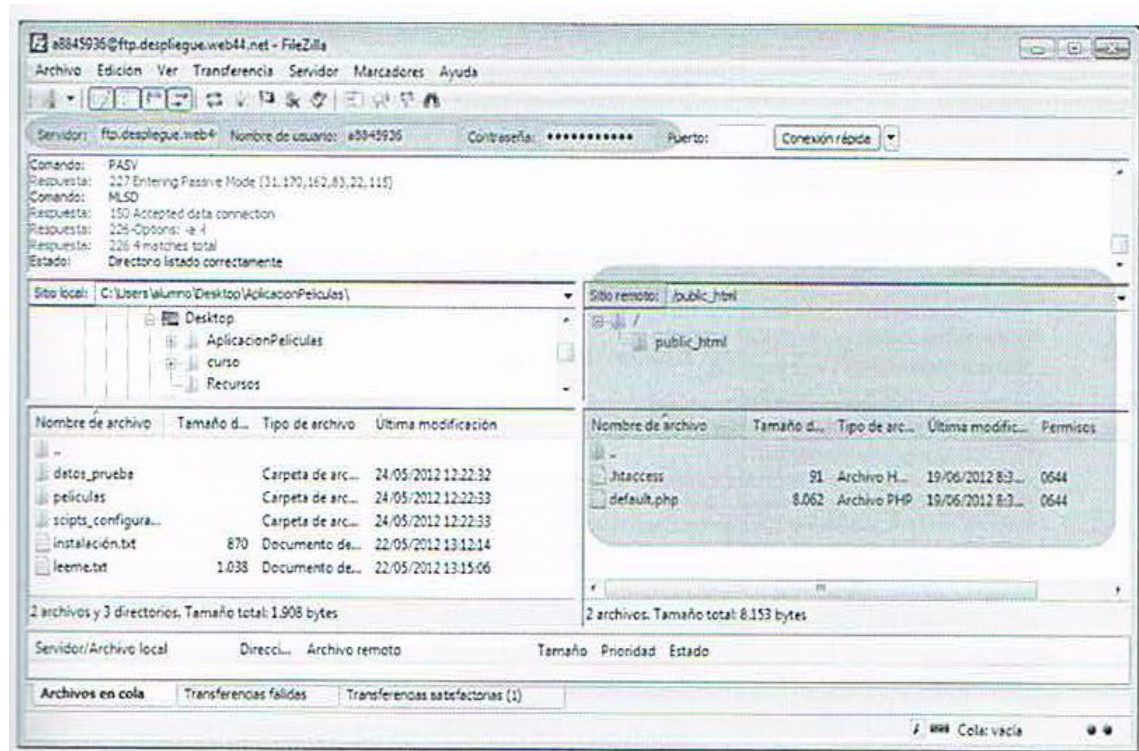 a8845936@ftp.despliegue.web44.net - FileZilla
Archivo Edición Ver Transferencia Servidor Marcadores Ayuda
Servidor: ftp.despliegue.web4 Nombre de usuario: a8845936 Contraseña: ●●●●●●●●●●● Puerto: Conexión rápida
Comando: PASV
Respuesta: 227 Entering Passive Mode (31,170,162,83,22,115)
Comando: MLSD
Respuesta: 150 Accepted data connection
Respuesta: 226-Options: -a -l
Respuesta: 226 4 matches total
Estado: Directorio listado correctamente
Sitio local: C:\Users\alumno\Desktop\AplicacionPeliculas\
Desktop
AplicacionPeliculas
curso
Recursos
Nombre de archivo Tamaño d... Tipo de archivo Última modificación
..
datos_prueba Carpeta de arc... 24/05/2012 12:22:32
peliculas Carpeta de arc... 24/05/2012 12:22:33
scipts_configura... Carpeta de arc... 24/05/2012 12:22:33
instalación.txt 870 Documento de... 22/05/2012 13:12:14
leeme.txt 1.038 Documento de... 22/05/2012 13:15:06
2 archivos y 3 directorios. Tamaño total: 1.908 bytes
Sitio remoto: /public_html
/
public_html
Nombre de archivo Tamaño d... Tipo de arc... Última modific... Permisos
..
.htaccess 91 Archivo H... 19/06/2012 8:3... 0644
default.php 8.062 Archivo PHP 19/06/2012 8:3... 0644
2 archivos. Tamaño total: 8.153 bytes
Servidor/Archivo local Direcci... Archivo remoto Tamaño Prioridad Estado
Archivos en cola Transferencias fallidas Transferencias satisfactorias (1)
Cola: vacía